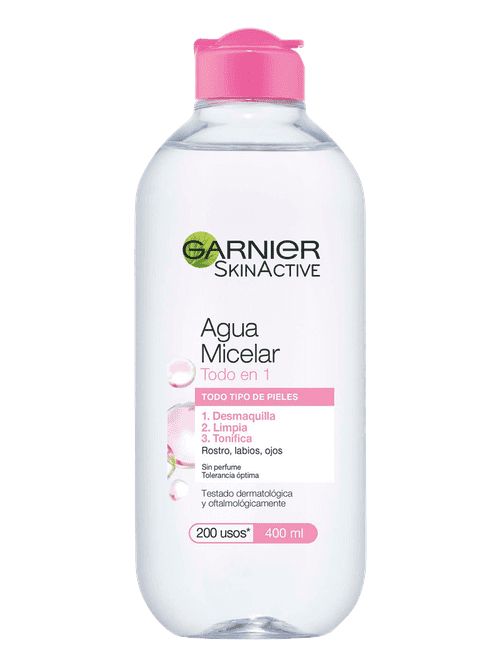 GARNIER
SKINACTIVE
Agua
Micelar
Todo en 1
TODO TIPO DE PIELES
1. Desmaquilla
2. Limpia
3. Tonifica
Rostro, labios, ojos
Sin perfume
Tolerancia óptima
Testado dermatológica
y oftalmológicamente
200 usos* 400 ml